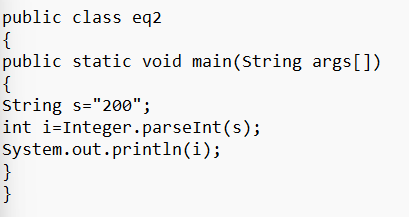 public class eq2
{
public static void main(String args[])
{
String s="200";
int i=Integer.parseInt(s);
System.out.println(i);
}
}